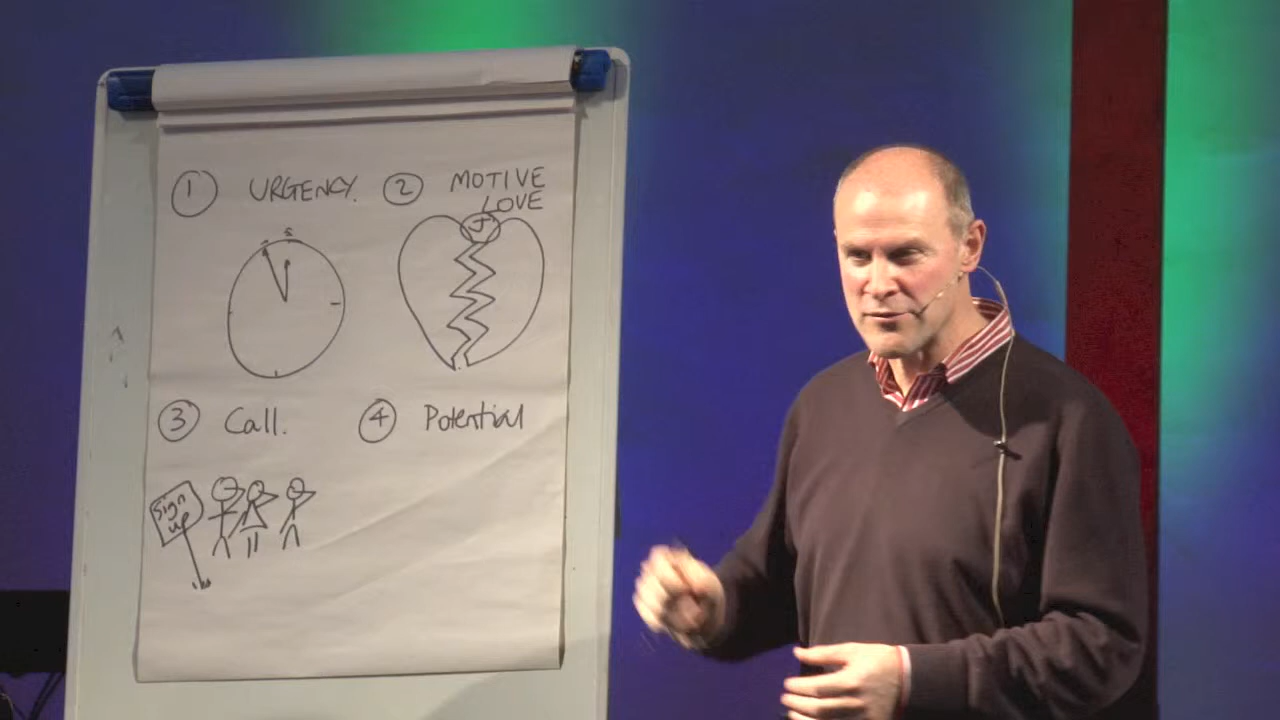 ① URGENCY.
② MOTIVE
LOVE
③ Call.
④ Potential
Sign
up